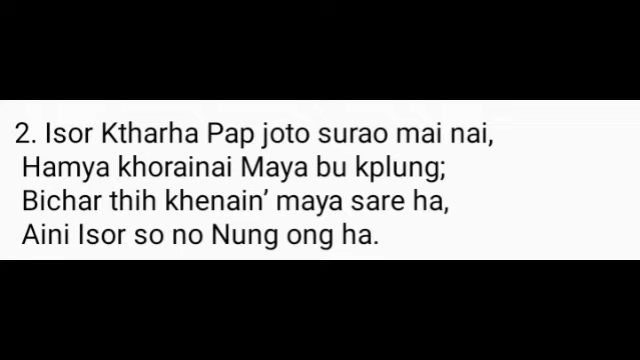 2. Isor Ktharha Pap joto surao mai nai,
Hamya khorainai Maya bu kplung;
Bichar thih khenain’ maya sare ha,
Aini Isor so no Nung ong ha.